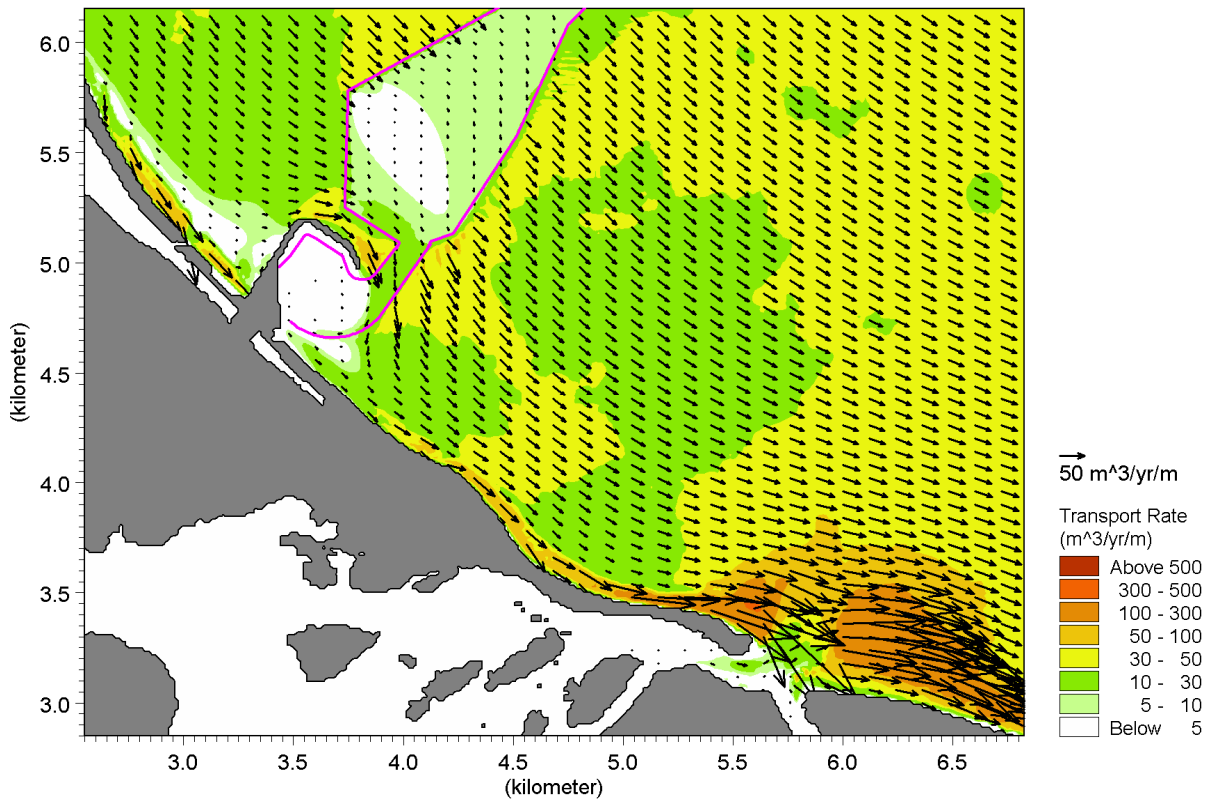 6.0
5.5
5.0
4.5
4.0
3.5
3.0
(kilometer)
3.0 3.5 4.0 4.5 5.0 5.5 6.0 6.5
(kilometer)
50 m^3/yr/m
Transport Rate
(m^3/yr/m)
Above 500
300 - 500
100 - 300
50 - 100
30 - 50
10 - 30
5 - 10
Below 5